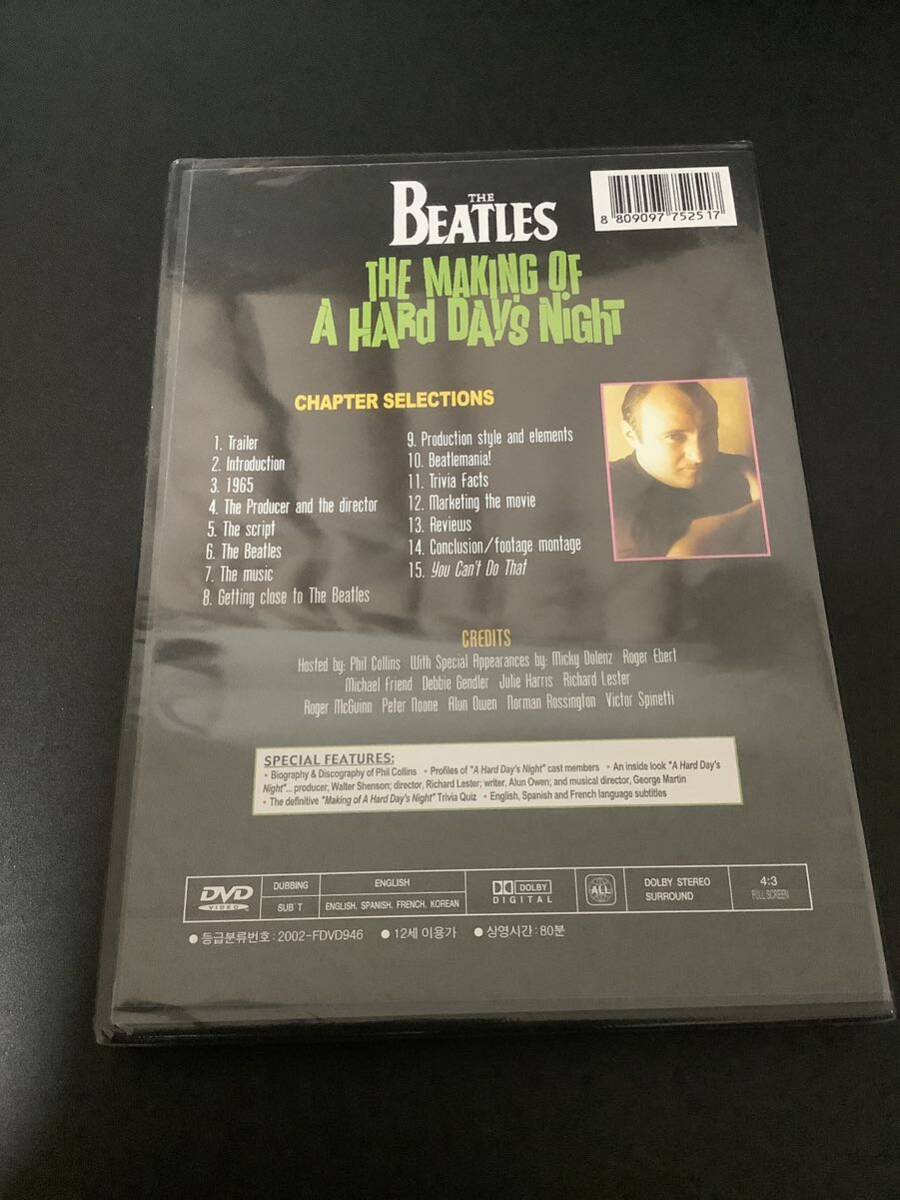 THE
BEATLES
8 809097 752517
THE MAKING OF
A HARD DAY'S NIGHT
CHAPTER SELECTIONS
1. Trailer
2. Introduction
3. 1965
4. The Producer and the director
5. The script
6. The Beatles
7. The music
8. Getting close to The Beatles
9. Production style and elements
10. Beatlemania!
11. Trivia Facts
12. Marketing the movie
13. Reviews
14. Conclusion/footage montage
15. You Can't Do That
CREDITS
Hosted by: Phil Collins With Special Appearances by: Micky Dolenz Roger Ebert
Michael Friend Debbie Gendler Julie Harris Richard Lester
Roger McGuinn Peter Noone Alun Owen Norman Rossington Victor Spinetti
SPECIAL FEATURES:
• Biography & Discography of Phil Collins • Profiles of "A Hard Day's Night" cast members • An inside look "A Hard Day's
Night"... producer, Walter Shenson; director, Richard Lester; writer, Alun Owen; and musical director, George Martin
• The definitive "Making of A Hard Day's Night" Trivia Quiz • English, Spanish and French language subtitles
DVD
VIDEO
DUBBING
ENGLISH
SUB'T
ENGLISH, SPANISH, FRENCH, KOREAN
DOLBY
DIGITAL
ALL
DOLBY STEREO
SURROUND
4:3
FULL SCREEN
● 등급분류번호: 2002-FDVD946 ● 12세 이용가 ● 상영시간: 80분